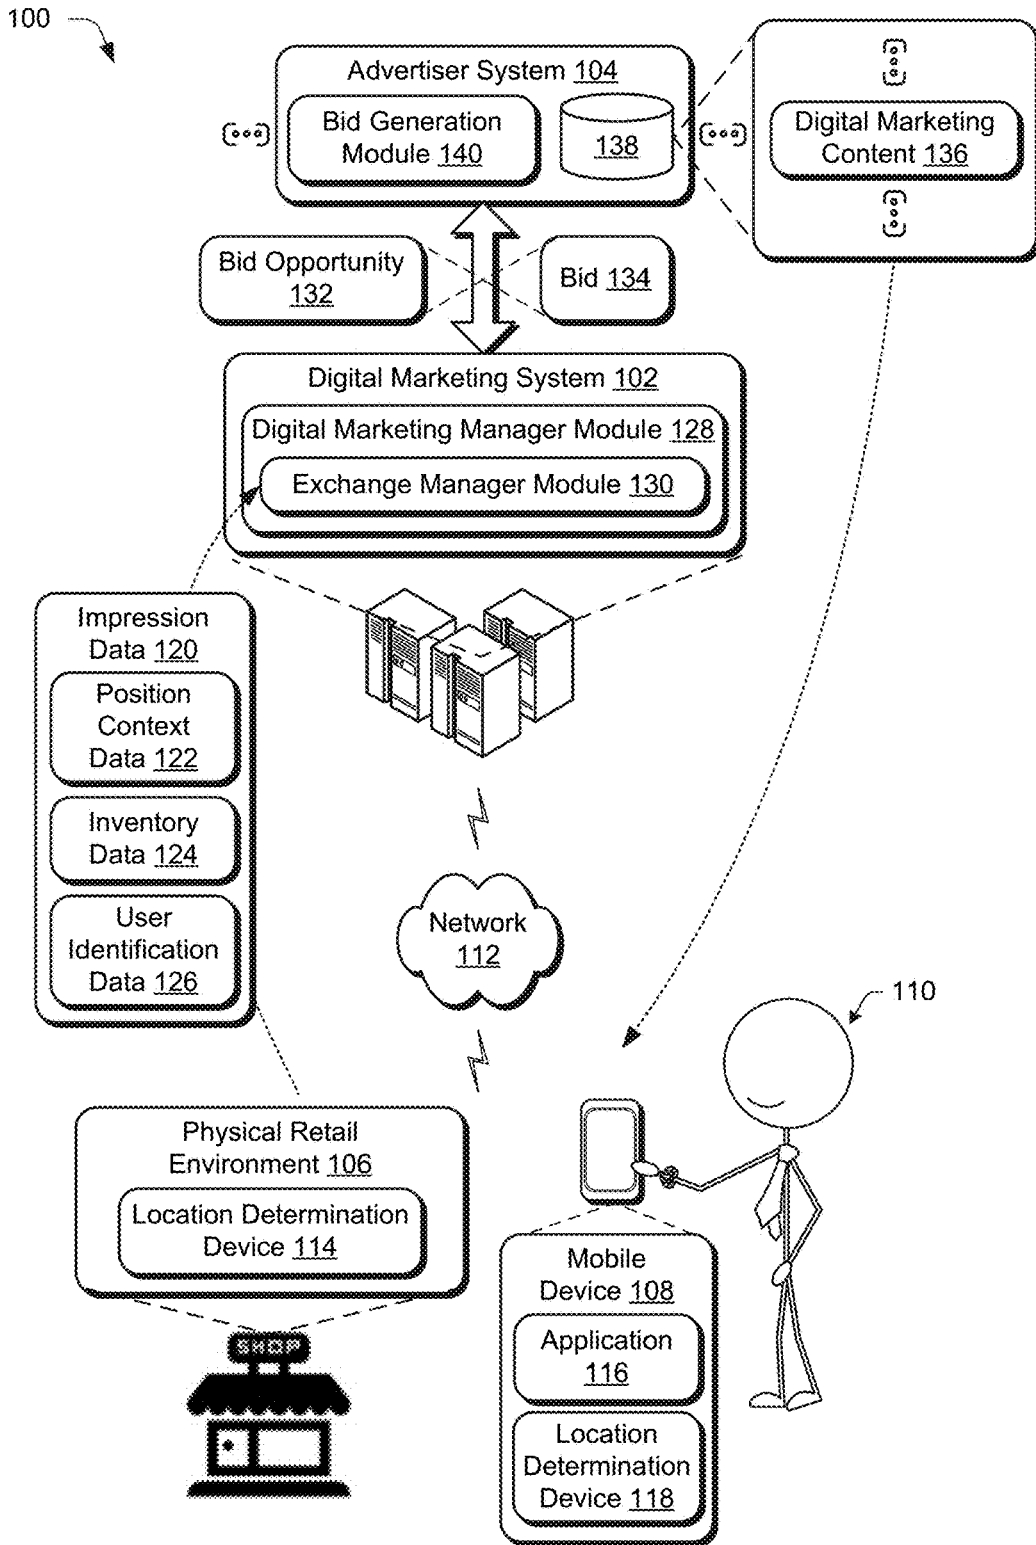 100
Advertiser System 104
Bid Generation
Module 140
138
Digital Marketing
Content 136
Bid Opportunity
132
Bid 134
Digital Marketing System 102
Digital Marketing Manager Module 128
Exchange Manager Module 130
Impression
Data 120
Position
Context
Data 122
Inventory
Data 124
User
Identification
Data 126
Network
112
110
Physical Retail
Environment 106
Location Determination
Device 114
SHOP
Mobile
Device 108
Application
116
Location
Determination
Device 118